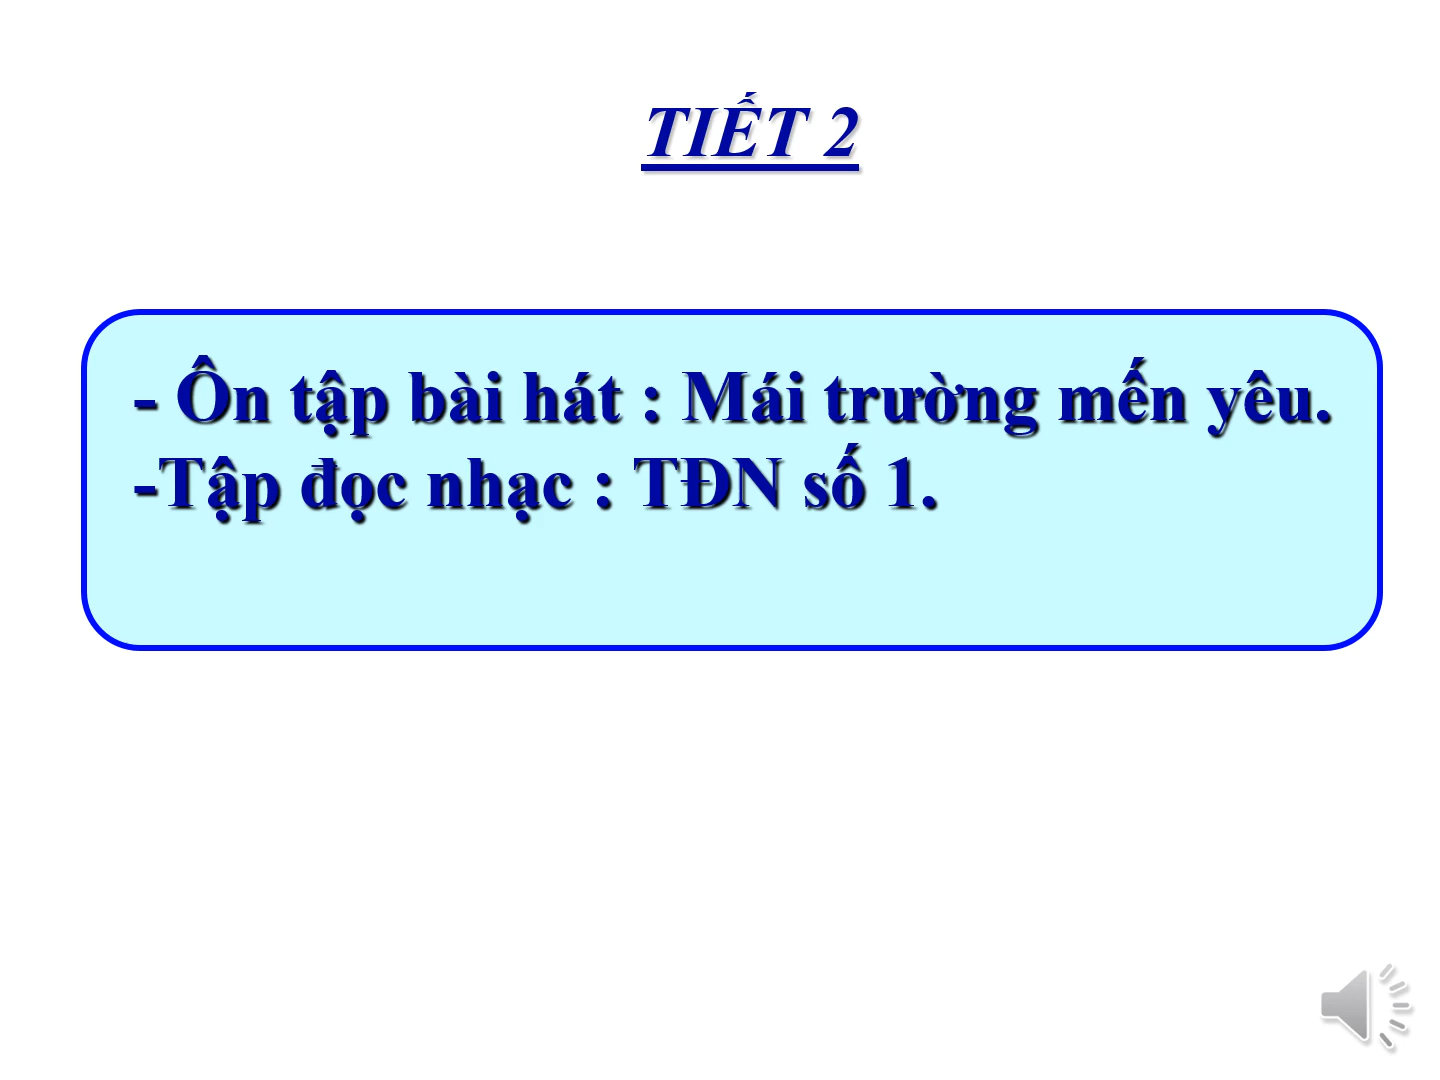 TIẾT 2
- Ôn tập bài hát : Mái trường mến yêu.
-Tập đọc nhạc : TĐN số 1.